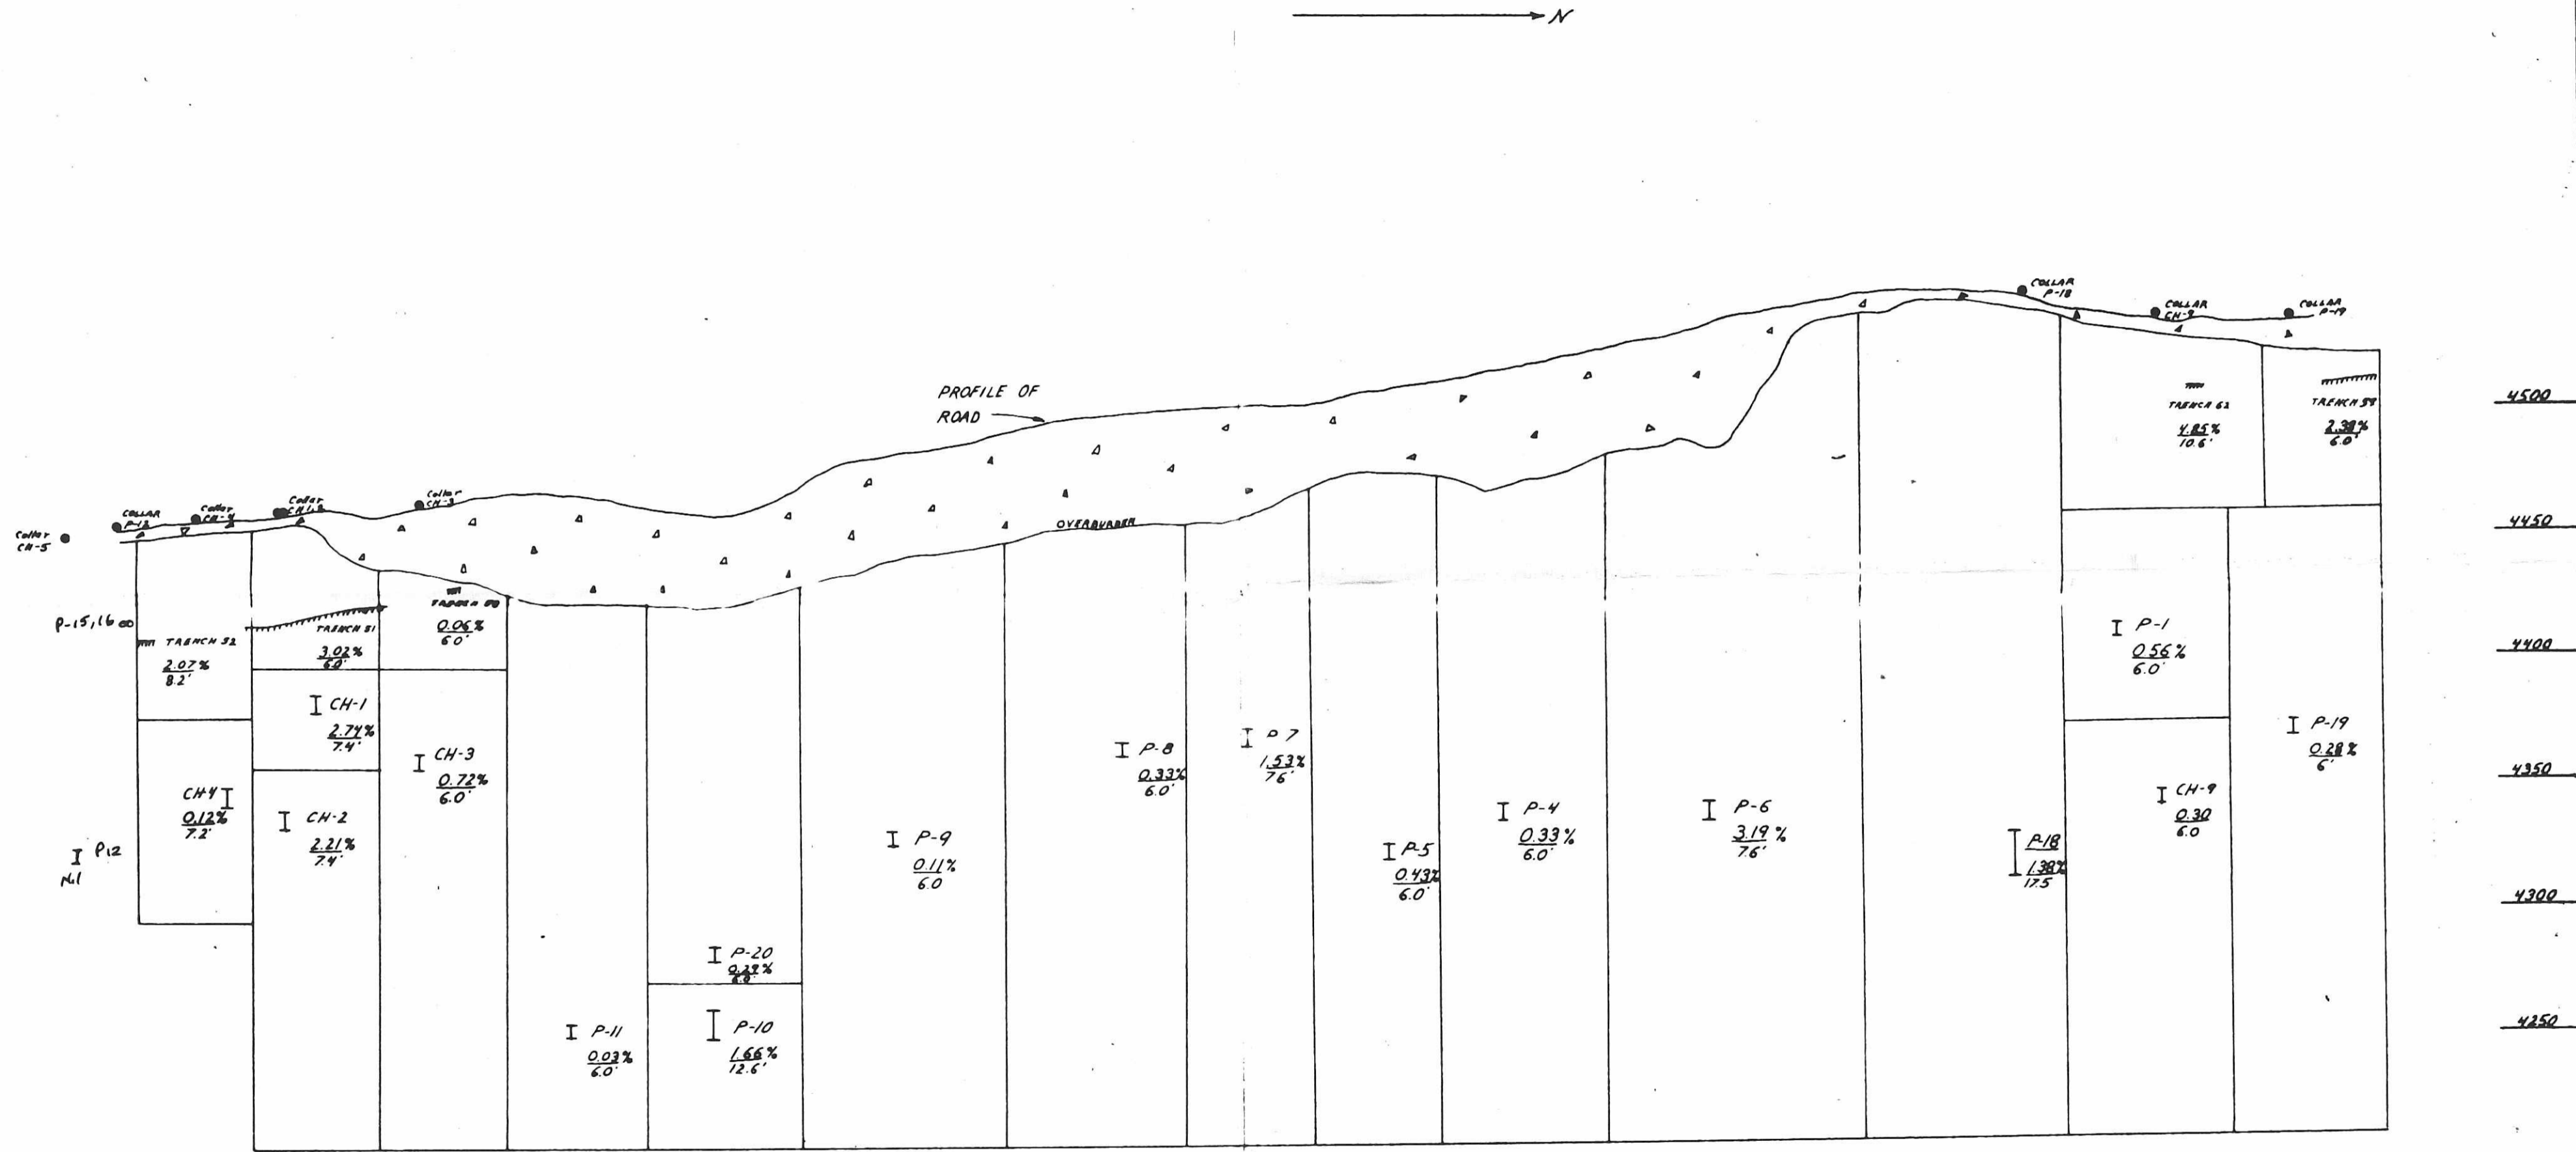 N
COLLAR
P-18
COLLAR
CH-9
COLLAR
P-19
PROFILE OF
ROAD
4500
TRENCH 62
4.85%
10.6'
TRENCH 59
2.38%
6.0'
Collar
CH-3
Collar
CH 1,2
Collar
CH-4
COLLAR
P-12
Collar
CH-5
OVERBURDEN
4450
P-15,16
TRENCH 52
2.07%
8.2'
TRENCH 51
3.02%
6.0'
0.06%
6.0'
I P-1
0.56%
6.0'
4400
I CH-1
2.74%
7.4'
I CH-3
0.72%
6.0'
I P-8
0.33%
6.0'
I P 7
1.53%
7.6'
I P-19
0.28%
6'
4350
CH4 I
0.12%
7.2'
I CH-2
2.21%
7.4'
I P12
Nil
I P-9
0.11%
6.0
I P-5
0.43%
6.0'
I P-4
0.33%
6.0'
I P-6
3.19%
7.6'
I P-18
1.38%
17.5
I CH-9
0.30
6.0
4300
I P-20
6.0'
I P-11
0.03%
6.0'
I P-10
1.66%
12.6'
4250